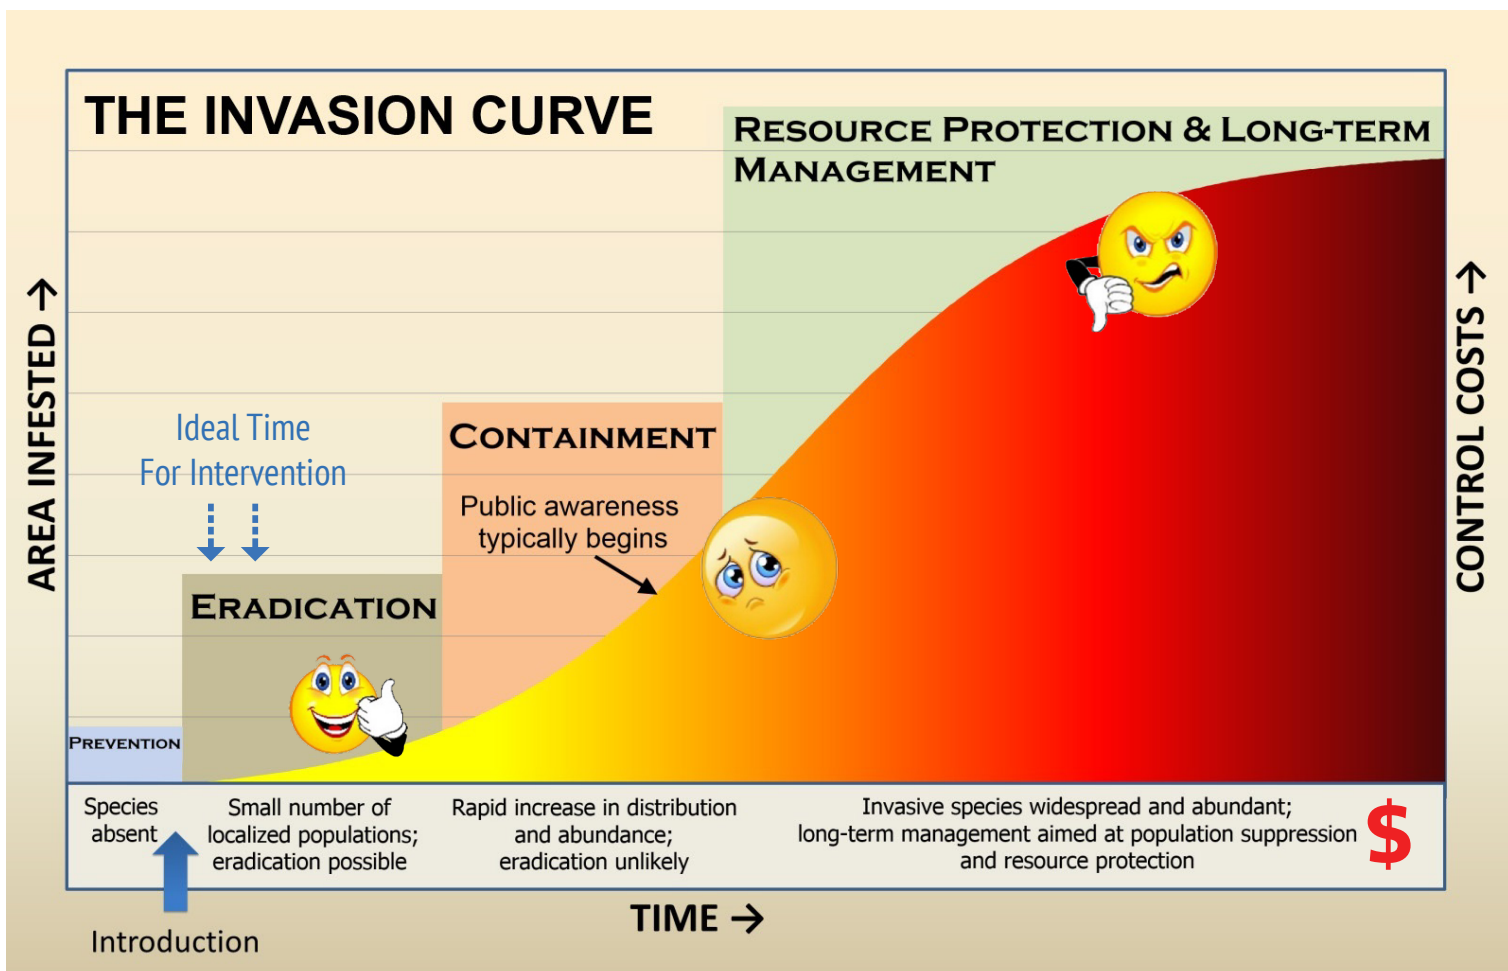 THE INVASION CURVE
RESOURCE PROTECTION & LONG-TERM
MANAGEMENT
AREA INFESTED →
CONTROL COSTS →
Ideal Time
For Intervention
CONTAINMENT
Public awareness
typically begins
ERADICATION
PREVENTION
Species
absent
Small number of
localized populations;
eradication possible
Rapid increase in distribution
and abundance;
eradication unlikely
Invasive species widespread and abundant;
long-term management aimed at population suppression
and resource protection
$
TIME →
Introduction